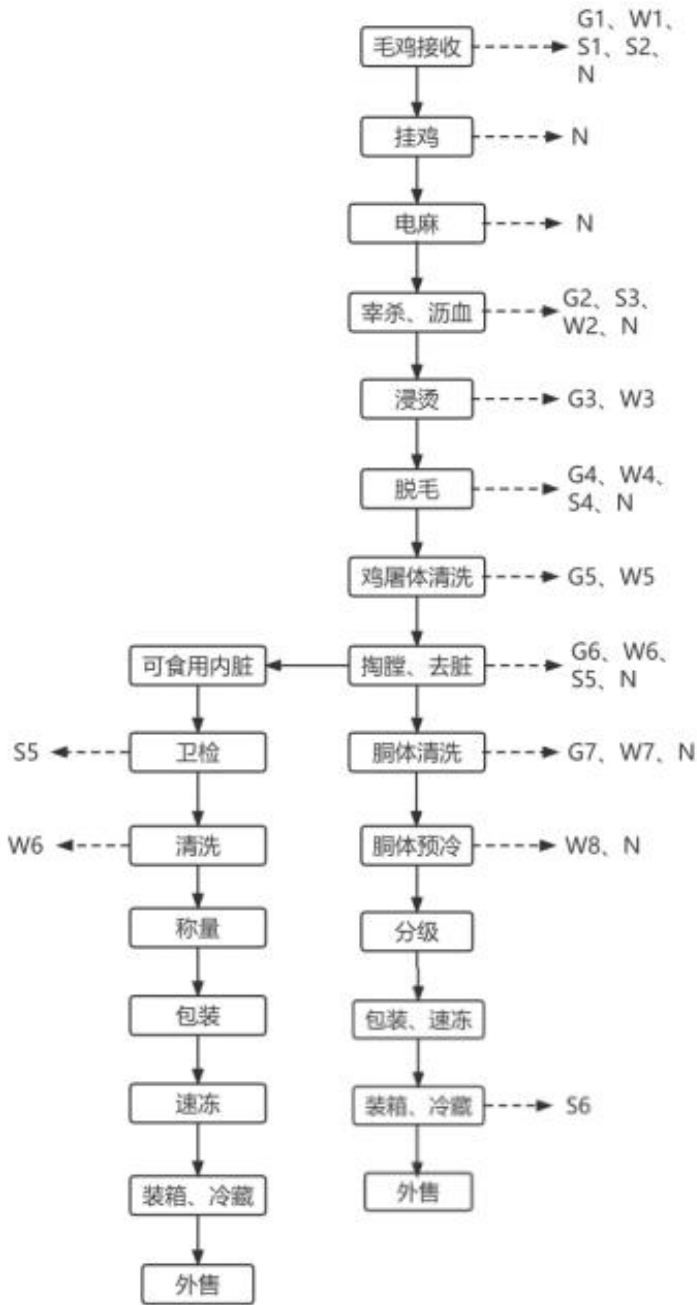 毛鸡接收
G1、W1、
S1、S2、
N
挂鸡
N
电麻
N
宰杀、沥血
G2、S3、
W2、N
浸烫
G3、W3
脱毛
G4、W4、
S4、N
鸡屠体清洗
G5、W5
可食用内脏
掏膛、去脏
G6、W6、
S5、N
S5
卫检
胴体清洗
G7、W7、N
W6
清洗
胴体预冷
W8、N
称量
分级
包装
包装、速冻
速冻
装箱、冷藏
S6
装箱、冷藏
外售
外售